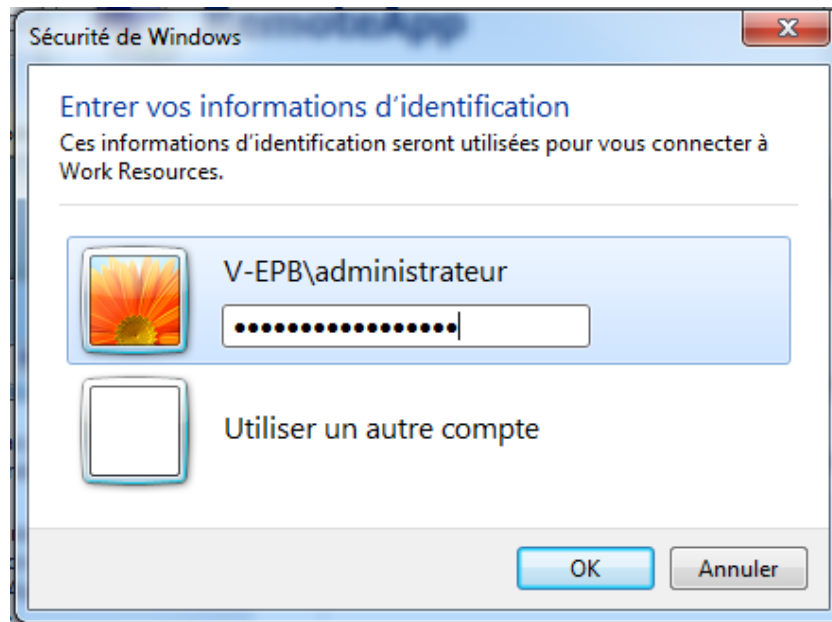 RemoteApp
Sécurité de Windows
Entrer vos informations d'identification
Ces informations d'identification seront utilisées pour vous connecter à
Work Resources.
V-EPB\administrateur
●●●●●●●●●●●●●●●●●
Utiliser un autre compte
OK
Annuler